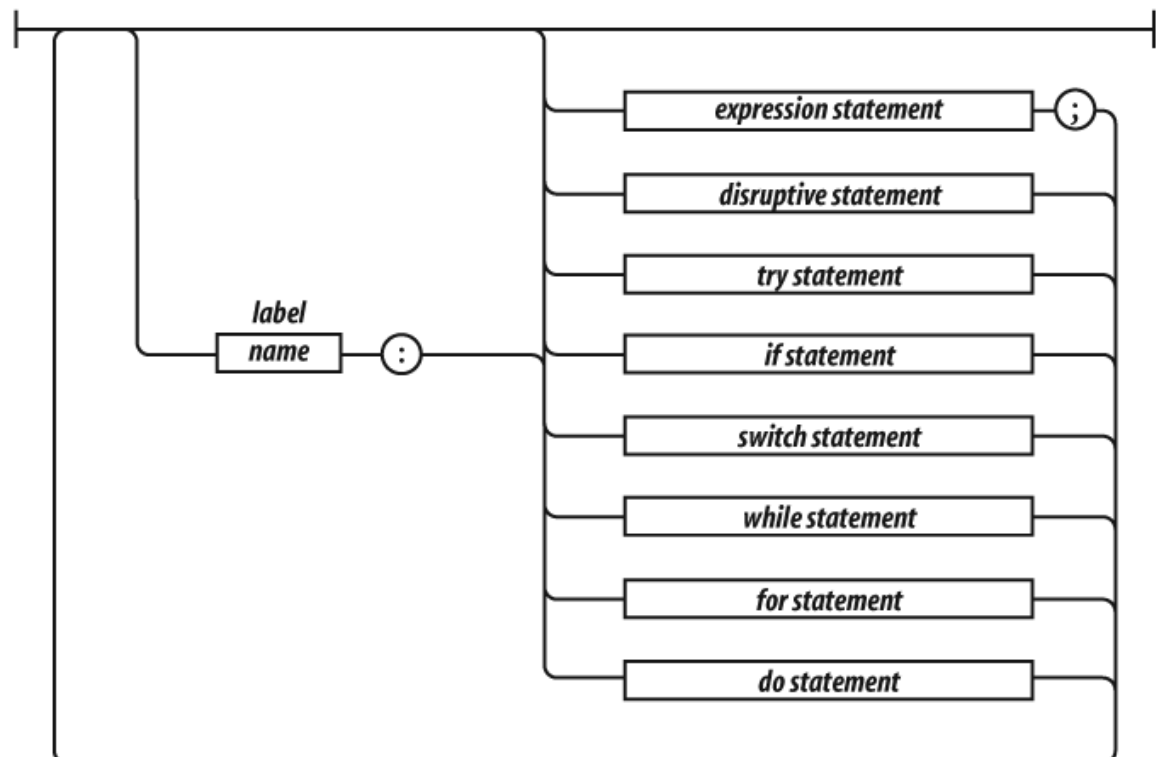 expression statement ;
disruptive statement
try statement
label
name :
if statement
switch statement
while statement
for statement
do statement